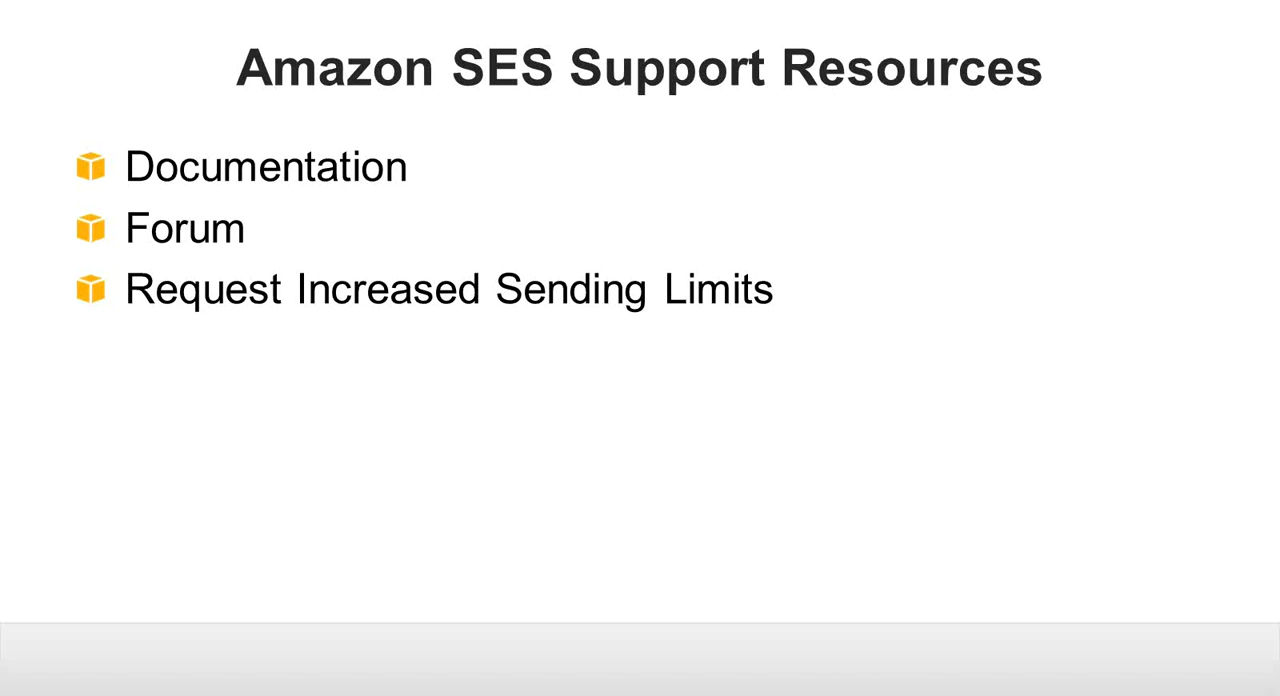 Amazon SES Support Resources
Documentation
Forum
Request Increased Sending Limits